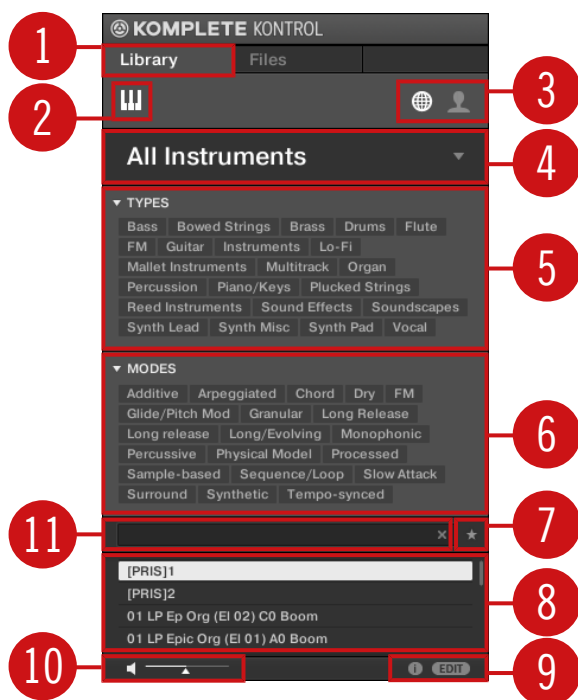 KOMPLETE KONTROL
1
Library Files
2
3
All Instruments
4
TYPES
Bass Bowed Strings Brass Drums Flute
FM Guitar Instruments Lo-Fi
Mallet Instruments Multitrack Organ
Percussion Piano/Keys Plucked Strings
Reed Instruments Sound Effects Soundscapes
Synth Lead Synth Misc Synth Pad Vocal
5
MODES
Additive Arpeggiated Chord Dry FM
Glide/Pitch Mod Granular Long Release
Long release Long/Evolving Monophonic
Percussive Physical Model Processed
Sample-based Sequence/Loop Slow Attack
Surround Synthetic Tempo-synced
6
11
7
[PRIS]1
[PRIS]2
01 LP Ep Org (EI 02) C0 Boom
01 LP Epic Org (EI 01) A0 Boom
8
10
EDIT
9